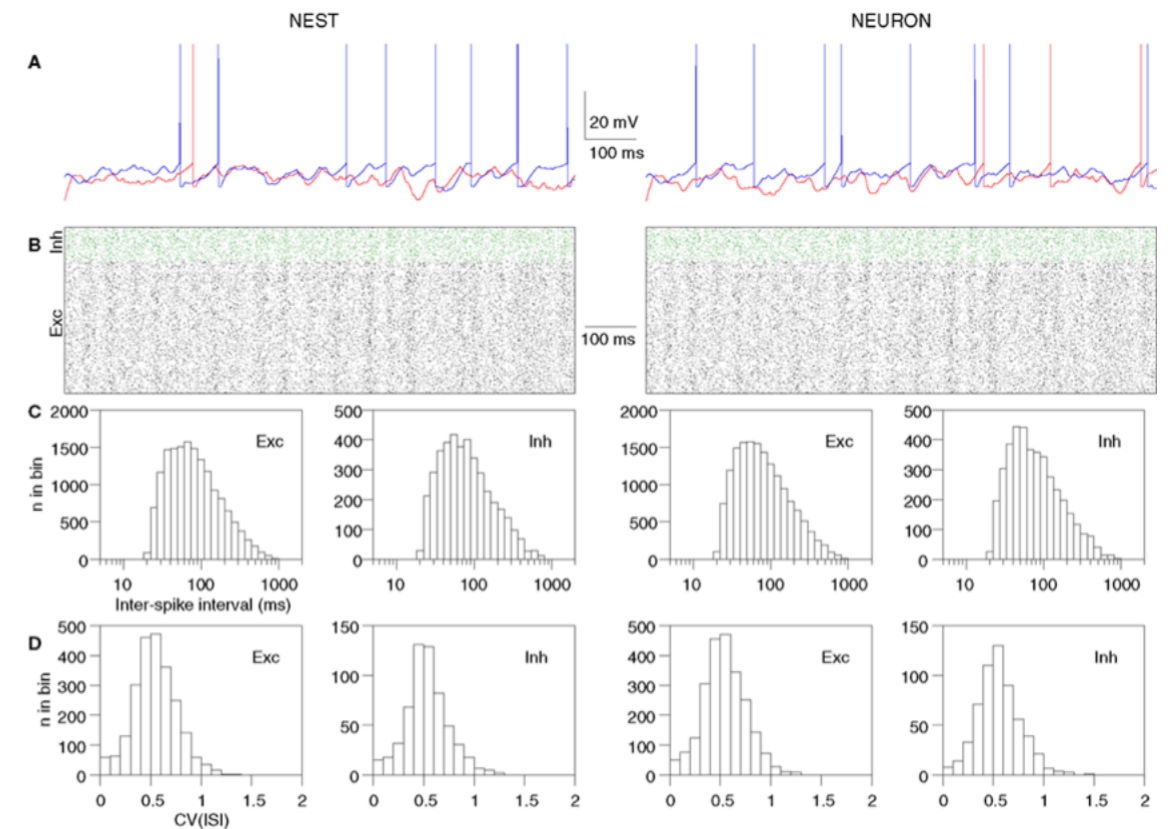 NEST NEURON
A
20 mV
100 ms
B Inh
Exc
100 ms
C
2000 500 2000 500
Exc Inh Exc Inh
1500 400 1500 400
n in bin
300 300
1000 200 1000 200
500 100 500 100
0 0 0 0
10 100 1000 10 100 1000 10 100 1000 10 100 1000
Inter-spike interval (ms)
D
500 150 500 150
Exc Inh Exc Inh
400 400
n in bin
300 100 300 100
200 50 200 50
100 100
0 0 0 0
0 0.5 1 1.5 2 0 0.5 1 1.5 2 0 0.5 1 1.5 2 0 0.5 1 1.5 2
CV(ISI)